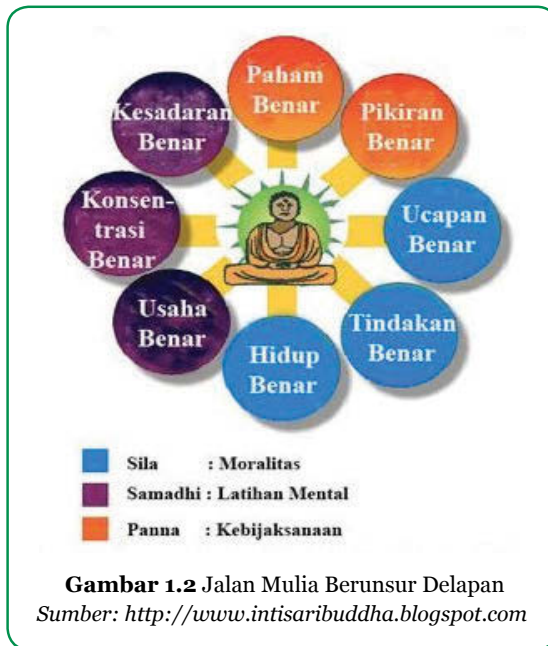 Paham
Benar
Pikiran
Benar
Ucapan
Benar
Tindakan
Benar
Hidup
Benar
Usaha
Benar
Konsen-
trasi
Benar
Kesadaran
Benar
Sila : Moralitas
Samadhi : Latihan Mental
Panna : Kebijaksanaan
Gambar 1.2 Jalan Mulia Berunsur Delapan
Sumber: http://www.intisaribuddha.blogspot.com